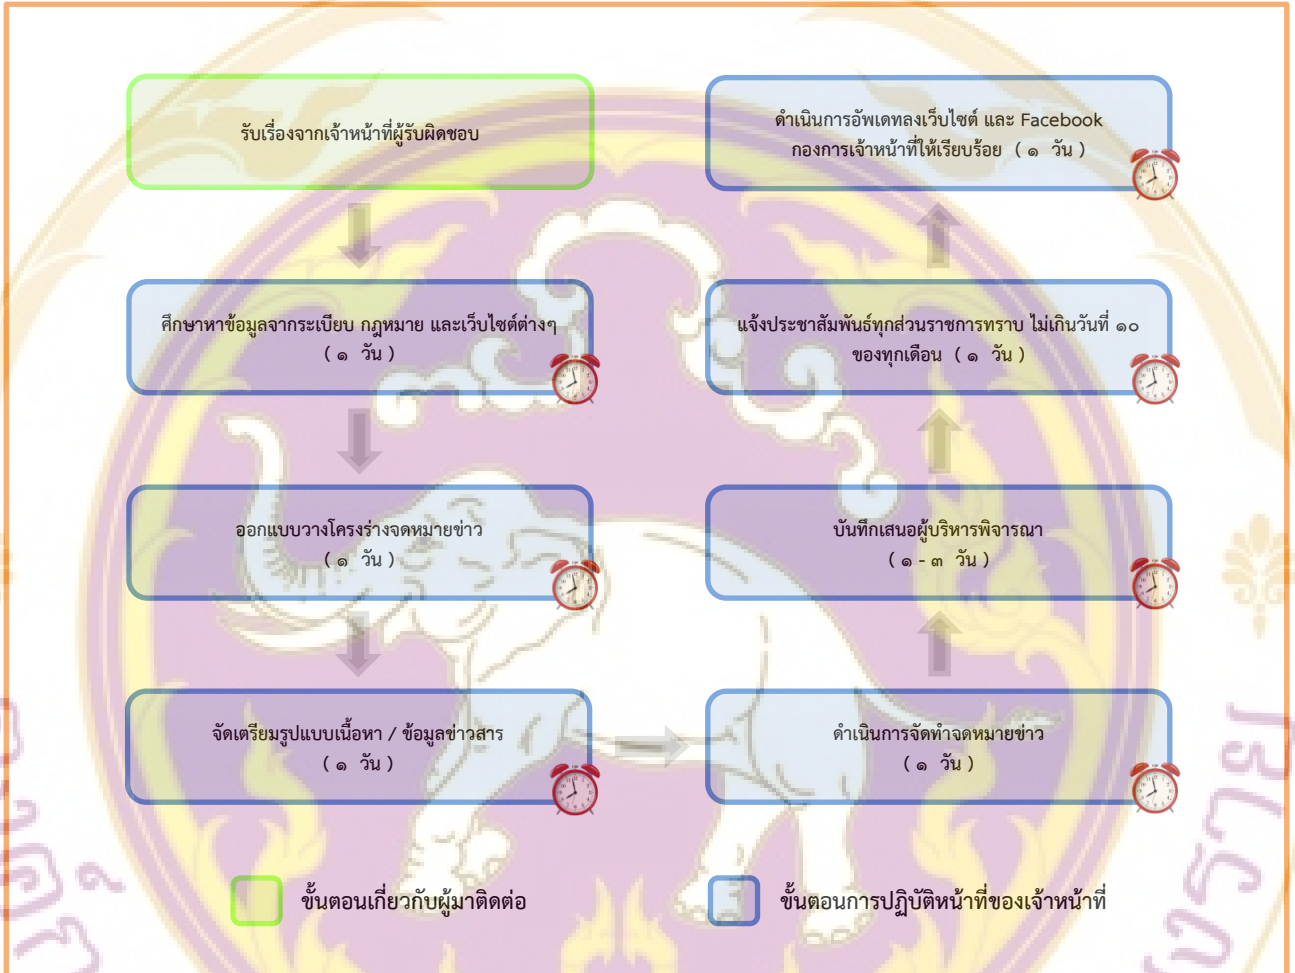 รับเรื่องจากเจ้าหน้าที่ผู้รับผิดชอบ
ศึกษาหาข้อมูลจากระเบียบ กฎหมาย และเว็บไซต์ต่างๆ
( ๑ วัน )
ออกแบบวางโครงร่างจดหมายข่าว
( ๑ วัน )
จัดเตรียมรูปแบบเนื้อหา / ข้อมูลข่าวสาร
( ๑ วัน )
ดำเนินการจัดทำจดหมายข่าว
( ๑ วัน )
บันทึกเสนอผู้บริหารพิจารณา
( ๑ - ๓ วัน )
แจ้งประชาสัมพันธ์ทุกส่วนราชการทราบ ไม่เกินวันที่ ๑๐
ของทุกเดือน ( ๑ วัน )
ดำเนินการอัพเดทลงเว็บไซต์ และ Facebook
กองการเจ้าหน้าที่ให้เรียบร้อย ( ๑ วัน )
ขั้นตอนเกี่ยวกับผู้มาติดต่อ
ขั้นตอนการปฏิบัติหน้าที่ของเจ้าหน้าที่